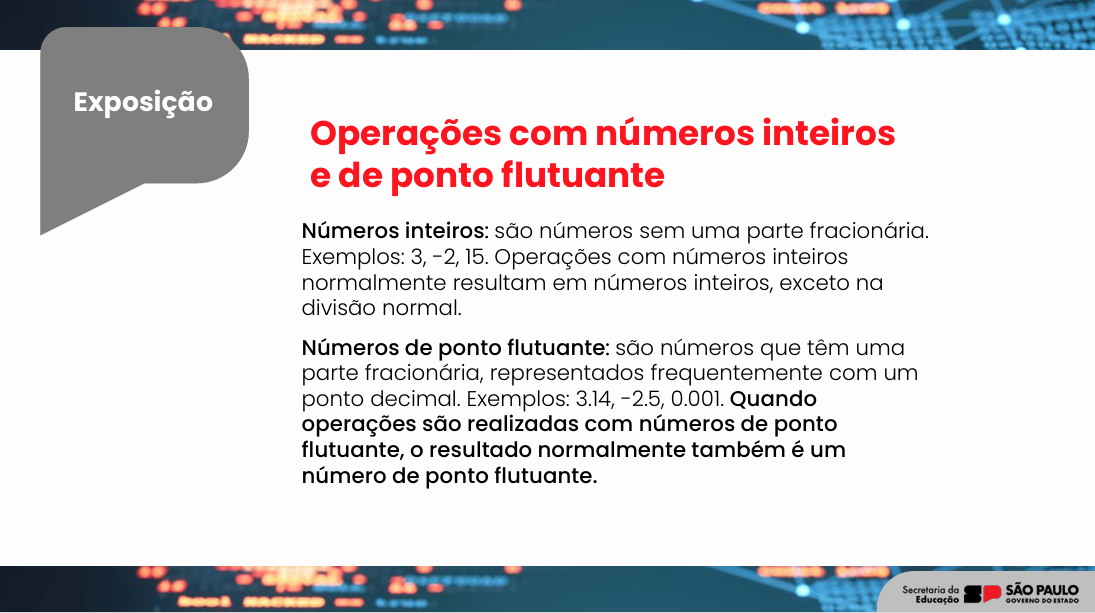 Exposição
Operações com números inteiros
e de ponto flutuante
Números inteiros: são números sem uma parte fracionária.
Exemplos: 3, -2, 15. Operações com números inteiros
normalmente resultam em números inteiros, exceto na
divisão normal.
Números de ponto flutuante: são números que têm uma
parte fracionária, representados frequentemente com um
ponto decimal. Exemplos: 3.14, -2.5, 0.001. Quando
operações são realizadas com números de ponto
flutuante, o resultado normalmente também é um
número de ponto flutuante.
Secretaria da
Educação
SP
SÃO PAULO
GOVERNO DO ESTADO